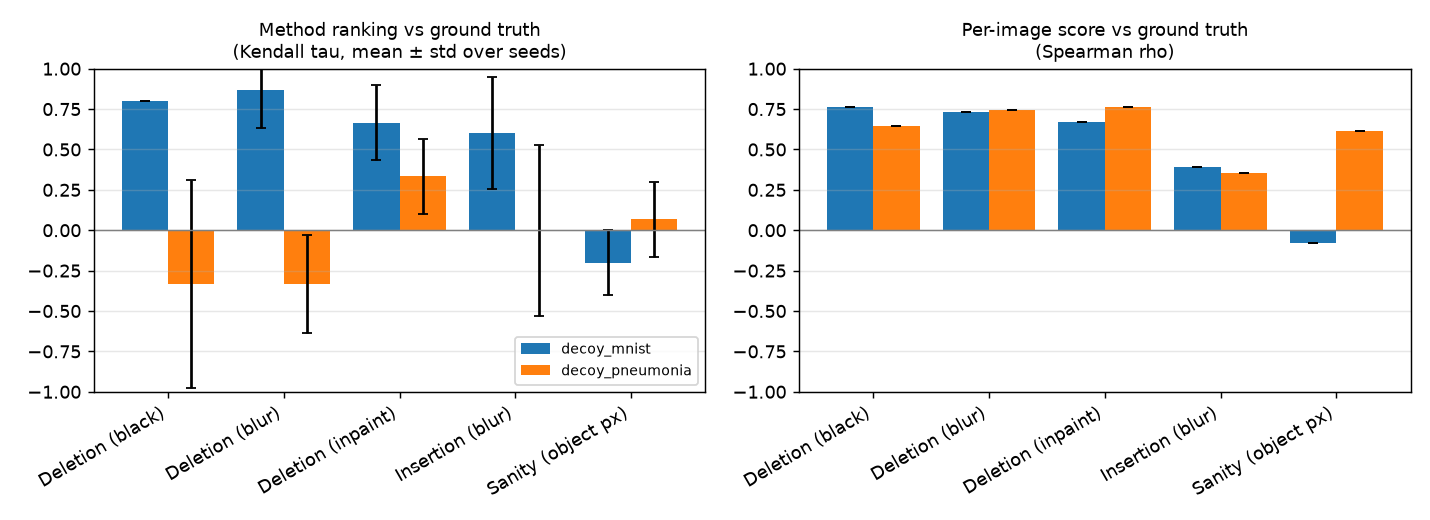 Method ranking vs ground truth
(Kendall tau, mean ± std over seeds)
1.00
0.75
0.50
0.25
0.00
−0.25
−0.50
−0.75
−1.00
Deletion (black)
Deletion (blur)
Deletion (inpaint)
Insertion (blur)
Sanity (object px)
decoy_mnist
decoy_pneumonia
Per-image score vs ground truth
(Spearman rho)
1.00
0.75
0.50
0.25
0.00
−0.25
−0.50
−0.75
−1.00
Deletion (black)
Deletion (blur)
Deletion (inpaint)
Insertion (blur)
Sanity (object px)